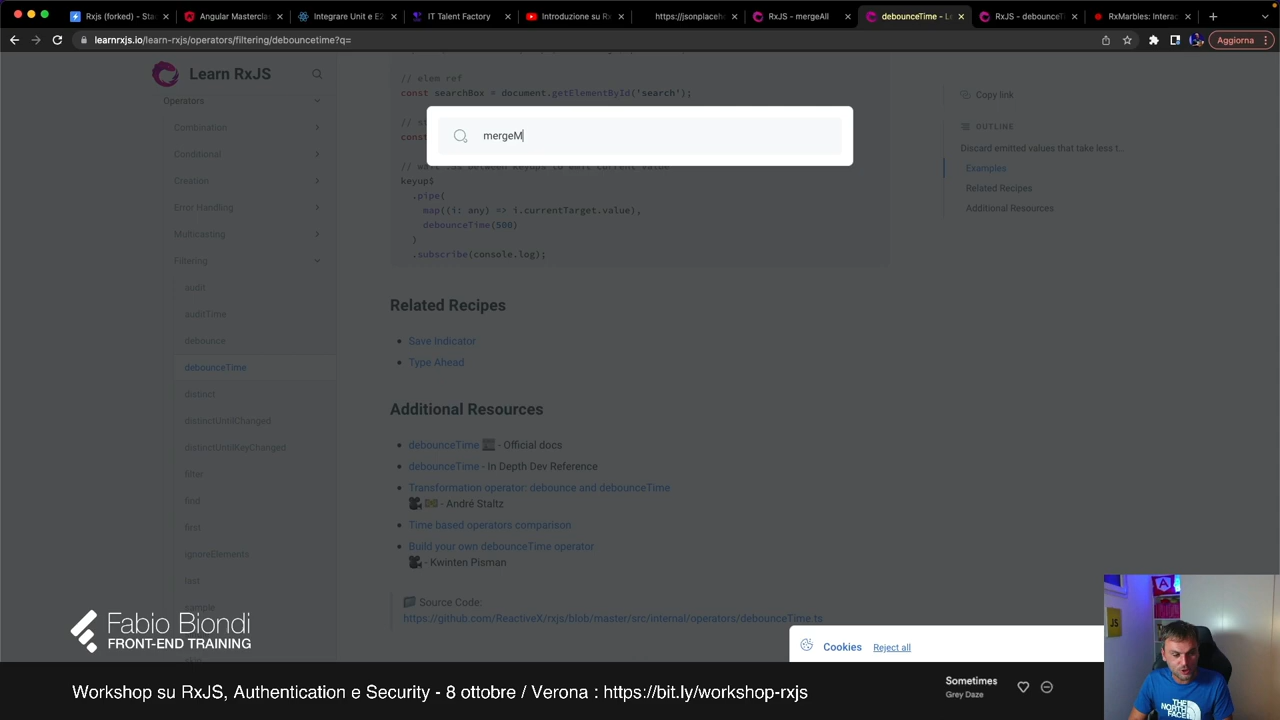 Rxjs (forked) - Sta
Angular Mastercla
Integrare Unit e E2
IT Talent Factory
Introduzione su Rx
https://jsonplaceho
RxJS - mergeAll
debounceTime - Le
RxJS - debounceT
RxMarbles: Interac
learnrxjs.io/learn-rxjs/operators/filtering/debouncetime?q=
Aggiorna
Learn RxJS
Operators
Combination
Conditional
Creation
Error Handling
Multicasting
Filtering
audit
auditTime
debounce
debounceTime
distinct
distinctUntilChanged
distinctUntilKeyChanged
filter
find
first
ignoreElements
last
sample
// elem ref
const searchBox = document.getElementById('search');
mergeM
keyup$
.pipe(
map((i: any) => i.currentTarget.value),
debounceTime(500)
)
.subscribe(console.log);
Related Recipes
Save Indicator
Type Ahead
Additional Resources
debounceTime - Official docs
debounceTime - In Depth Dev Reference
Transformation operator: debounce and debounceTime
- André Staltz
Time based operators comparison
Build your own debounceTime operator
- Kwinten Pisman
Source Code:
https://github.com/ReactiveX/rxjs/blob/master/src/internal/operators/debounceTime.ts
Copy link
OUTLINE
Discard emitted values that take less t...
Examples
Related Recipes
Additional Resources
Cookies
Reject all
Fabio Biondi
FRONT-END TRAINING
Workshop su RxJS, Authentication e Security - 8 ottobre / Verona : https://bit.ly/workshop-rxjs
Sometimes
Grey Daze
JS
THE
NORTH
FACE